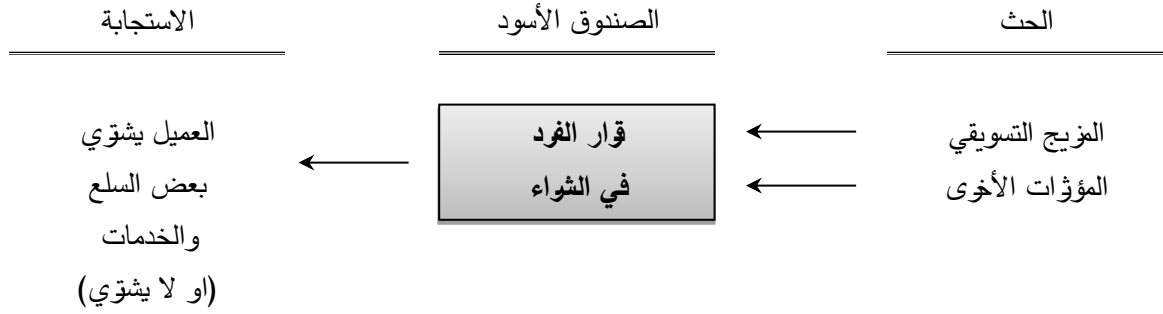 الحث
المزيج التسويقي
المؤثرات الأخرى
الصندوق الأسود
قرار الفرد
في الشراء
الاستجابة
العميل يشتري
بعض السلع
والخدمات
(او لا يشتري)